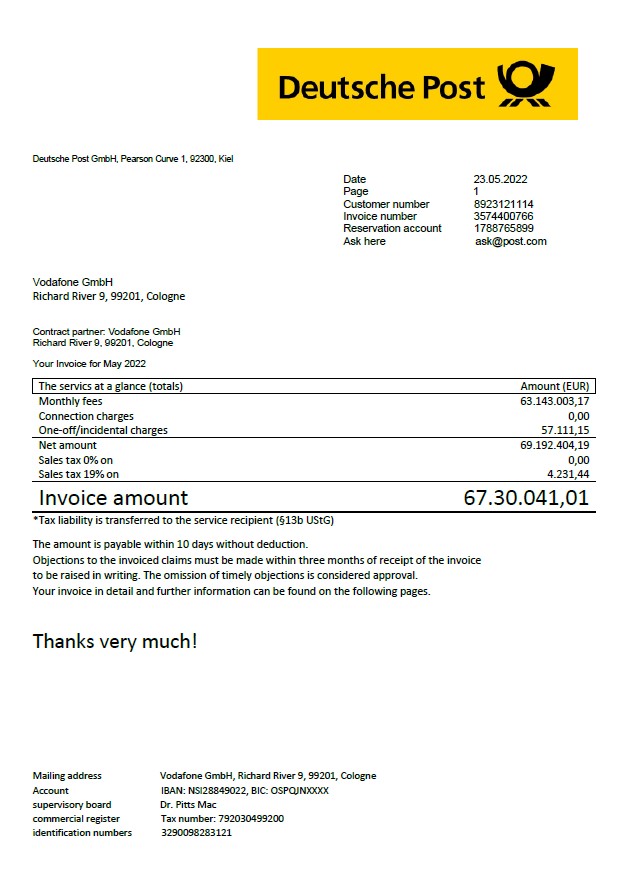 Deutsche Post
Deutsche Post GmbH, Pearson Curve 1, 92300, Kiel
Date 23.05.2022
Page 1
Customer number 8923121114
Invoice number 3574400766
Reservation account 1788765899
Ask here ask@post.com
Vodafone GmbH
Richard River 9, 99201, Cologne
Contract partner: Vodafone GmbH
Richard River 9, 99201, Cologne
Your Invoice for May 2022
The servics at a glance (totals) Amount (EUR)
Monthly fees 63.143.003,17
Connection charges 0,00
One-off/incidental charges 57.111,15
Net amount 69.192.404,19
Sales tax 0% on 0,00
Sales tax 19% on 4.231,44
Invoice amount 67.30.041,01
*Tax liability is transferred to the service recipient (§13b UStG)
The amount is payable within 10 days without deduction.
Objections to the invoiced claims must be made within three months of receipt of the invoice
to be raised in writing. The omission of timely objections is considered approval.
Your invoice in detail and further information can be found on the following pages.
Thanks very much!
Mailing address Vodafone GmbH, Richard River 9, 99201, Cologne
Account IBAN: NSI28849022, BIC: OSPQJNXXXX
supervisory board Dr. Pitts Mac
commercial register Tax number: 792030499200
identification numbers 3290098283121